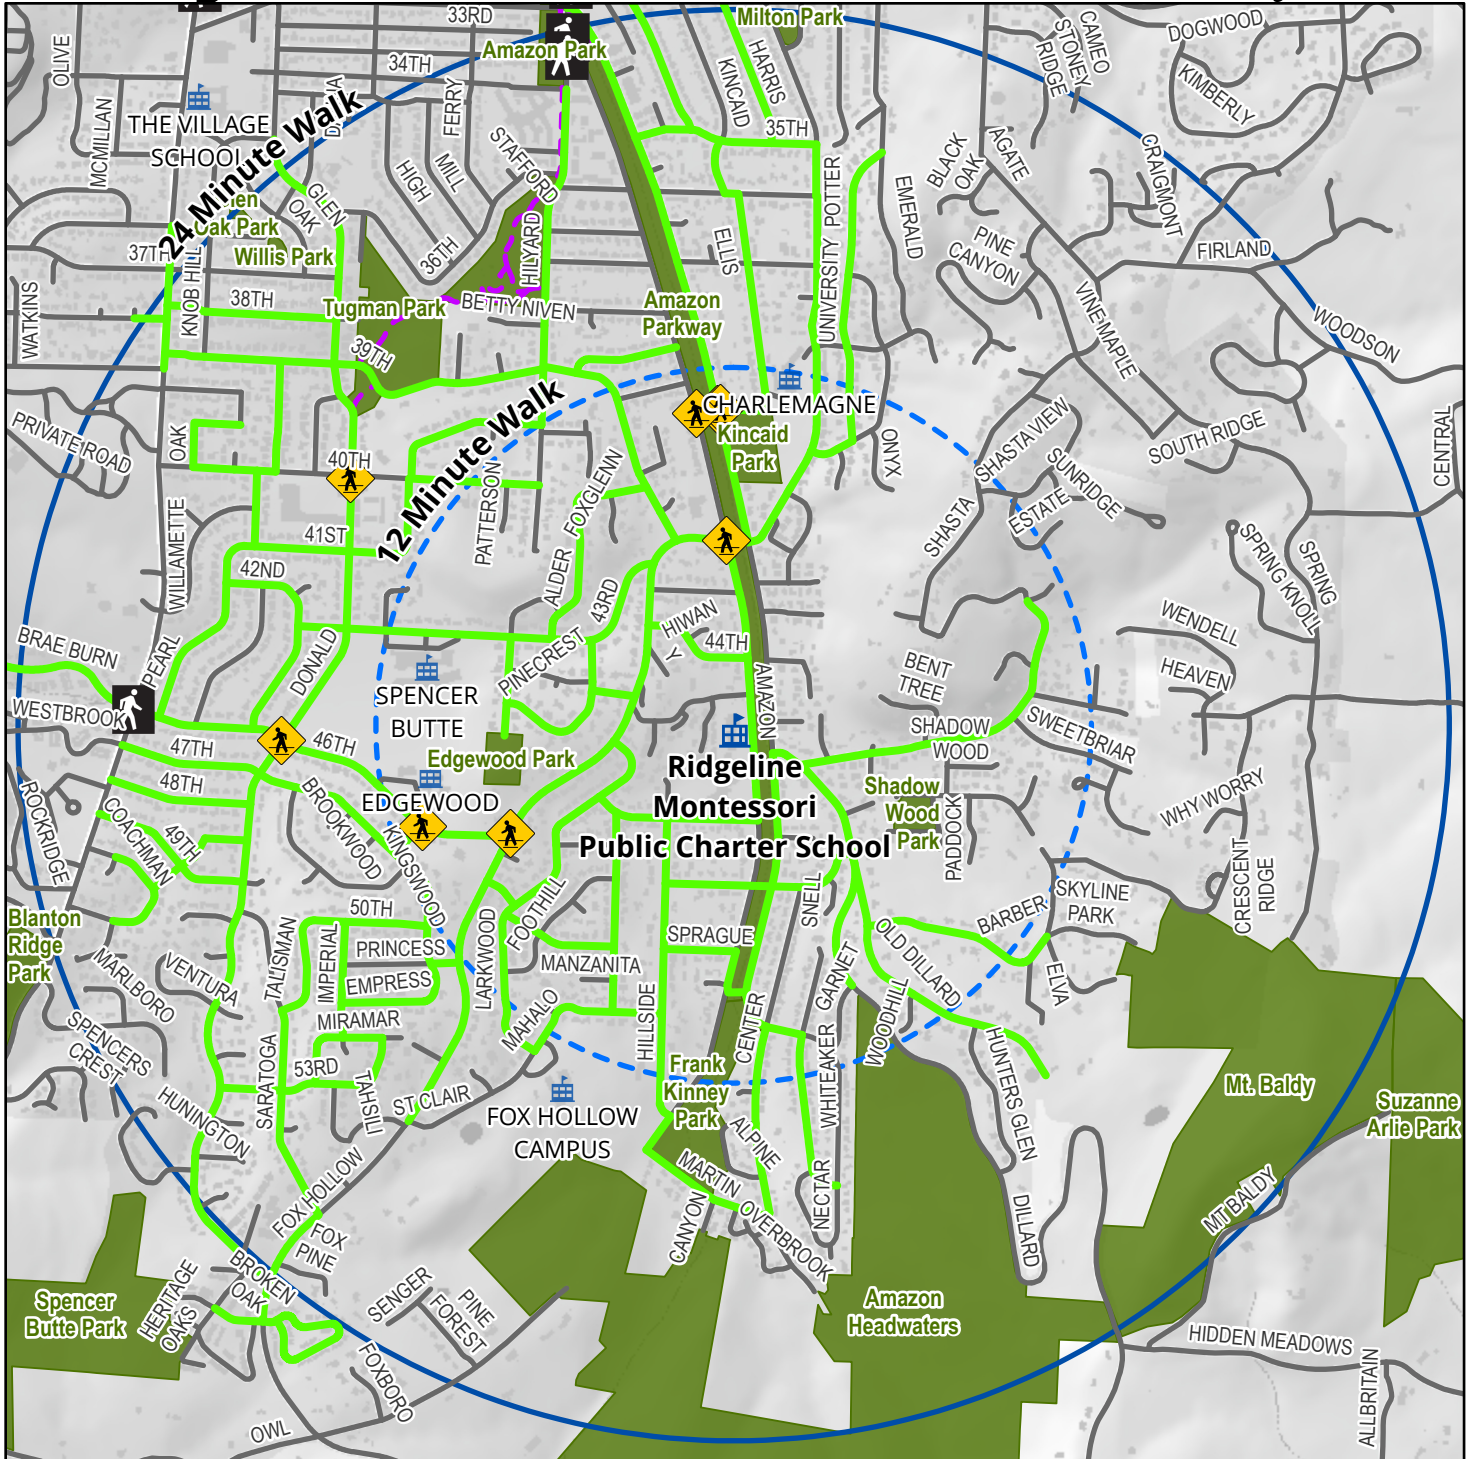 33RD
Milton Park
DOGWOOD
OLIVE
Amazon Park
34TH
HARRIS
KINCAID
STONEY
RIDGE
CAMEO
KIMBERLY
MCMILLAN
THE VILLAGE
SCHOOL
24 Minute Walk
FERRY
STAFFORD
35TH
BLACK
OAK
AGATE
CRAIGMONT
HIGH
MILL
GLEN
OAK
Oak Park
POTTER
EMERALD
37TH
Willis Park
36TH
HILYARD
ELLIS
PINE
CANYON
FIRLAND
WATKINS
KNOB HILL
38TH
Tugman Park
BETTY NIVEN
Amazon
Parkway
UNIVERSITY
VINE MAPLE
WOODSON
39TH
12 Minute Walk
CHARLEMAGNE
Kincaid
Park
PRIVATE ROAD
OAK
40TH
PATTERSON
FOXGLENN
ONYX
SHASTA VIEW
SOUTH RIDGE
CENTRAL
SUNRIDGE
ESTATE
WILLAMETTE
41ST
SHASTA
SPRING KNOLL
SPRING
42ND
ALDER
43RD
HIWAN
Y
44TH
WENDELL
BRAE BURN
PEARL
DONALD
PINECREST
BENT
TREE
HEAVEN
SPENCER
BUTTE
AMAZON
WESTBROOK
SHADOW
WOOD
SWEETBRIAR
47TH
46TH
Edgewood Park
Ridgeline
Montessori
Public Charter School
48TH
BROOKWOOD
EDGEWOOD
Shadow
Wood
Park
PADDOCK
WHY WORRY
ROCKRIDGE
COACHMAN
49TH
KINGSWOOD
SNELL
SKYLINE
PARK
CRESCENT
RIDGE
Blanton
Ridge
Park
50TH
LARKWOOD
FOOTHILL
SPRAGUE
BARBER
OLD DILLARD
TALISMAN
IMPERIAL
PRINCESS
EMPRESS
MANZANITA
GARNET
ELVA
MARLBORO
VENTURA
MIRAMAR
MAHALO
HILLSIDE
CENTER
WOODHILL
SPENCERS
CREST
SARATOGA
53RD
TAHSILI
ST CLAIR
Frank
Kinney
Park
WHITEAKER
HUNTERS GLEN
Mt. Baldy
Suzanne
Arlie Park
HUNINGTON
FOX HOLLOW
CAMPUS
ALPINE
FOX HOLLOW
MARTIN
NECTAR
DILLARD
MT BALDY
FOX
PINE
CANYON
OVERBROOK
BROKEN
OAK
HERITAGE
OAKS
Spencer
Butte Park
SENGER
PINE
FOREST
Amazon
Headwaters
HIDDEN MEADOWS
FOXBORO
OWL
ALLBRITAIN